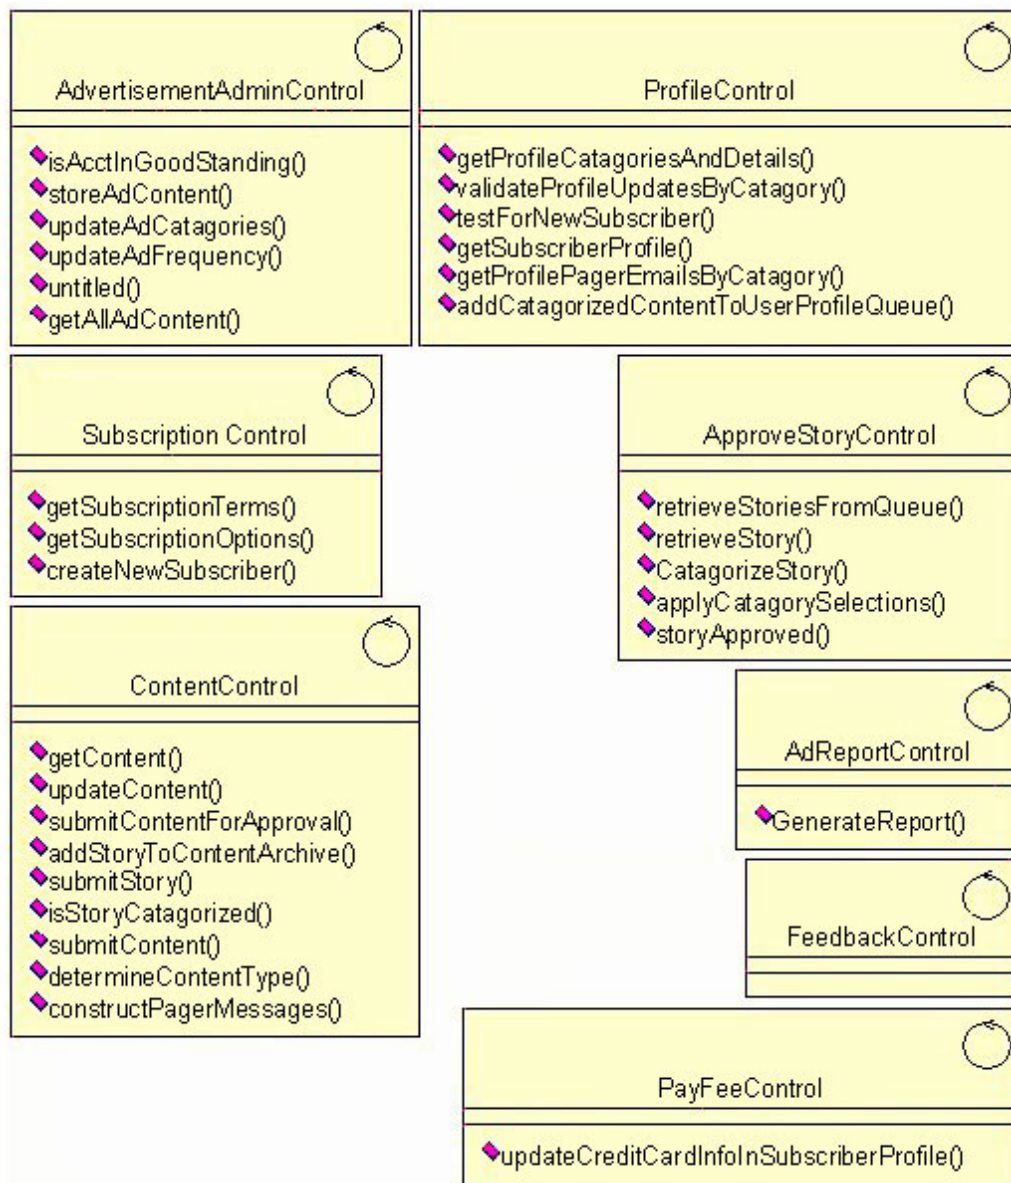 AdvertisementAdminControl
isAcctInGoodStanding()
storeAdContent()
updateAdCatagories()
updateAdFrequency()
untitled()
getAllAdContent()
ProfileControl
getProfileCatagoriesAndDetails()
validateProfileUpdatesByCatagory()
testForNewSubscriber()
getSubscriberProfile()
getProfilePagerEmailsByCatagory()
addCatagorizedContentToUserProfileQueue()
Subscription Control
getSubscriptionTerms()
getSubscriptionOptions()
createNewSubscriber()
ApproveStoryControl
retrieveStoriesFromQueue()
retrieveStory()
CatagorizeStory()
applyCatagorySelections()
storyApproved()
ContentControl
getContent()
updateContent()
submitContentForApproval()
addStoryToContentArchive()
submitStory()
isStoryCatagorized()
submitContent()
determineContentType()
constructPagerMessages()
AdReportControl
GenerateReport()
FeedbackControl
PayFeeControl
updateCreditCardInfoInSubscriberProfile()